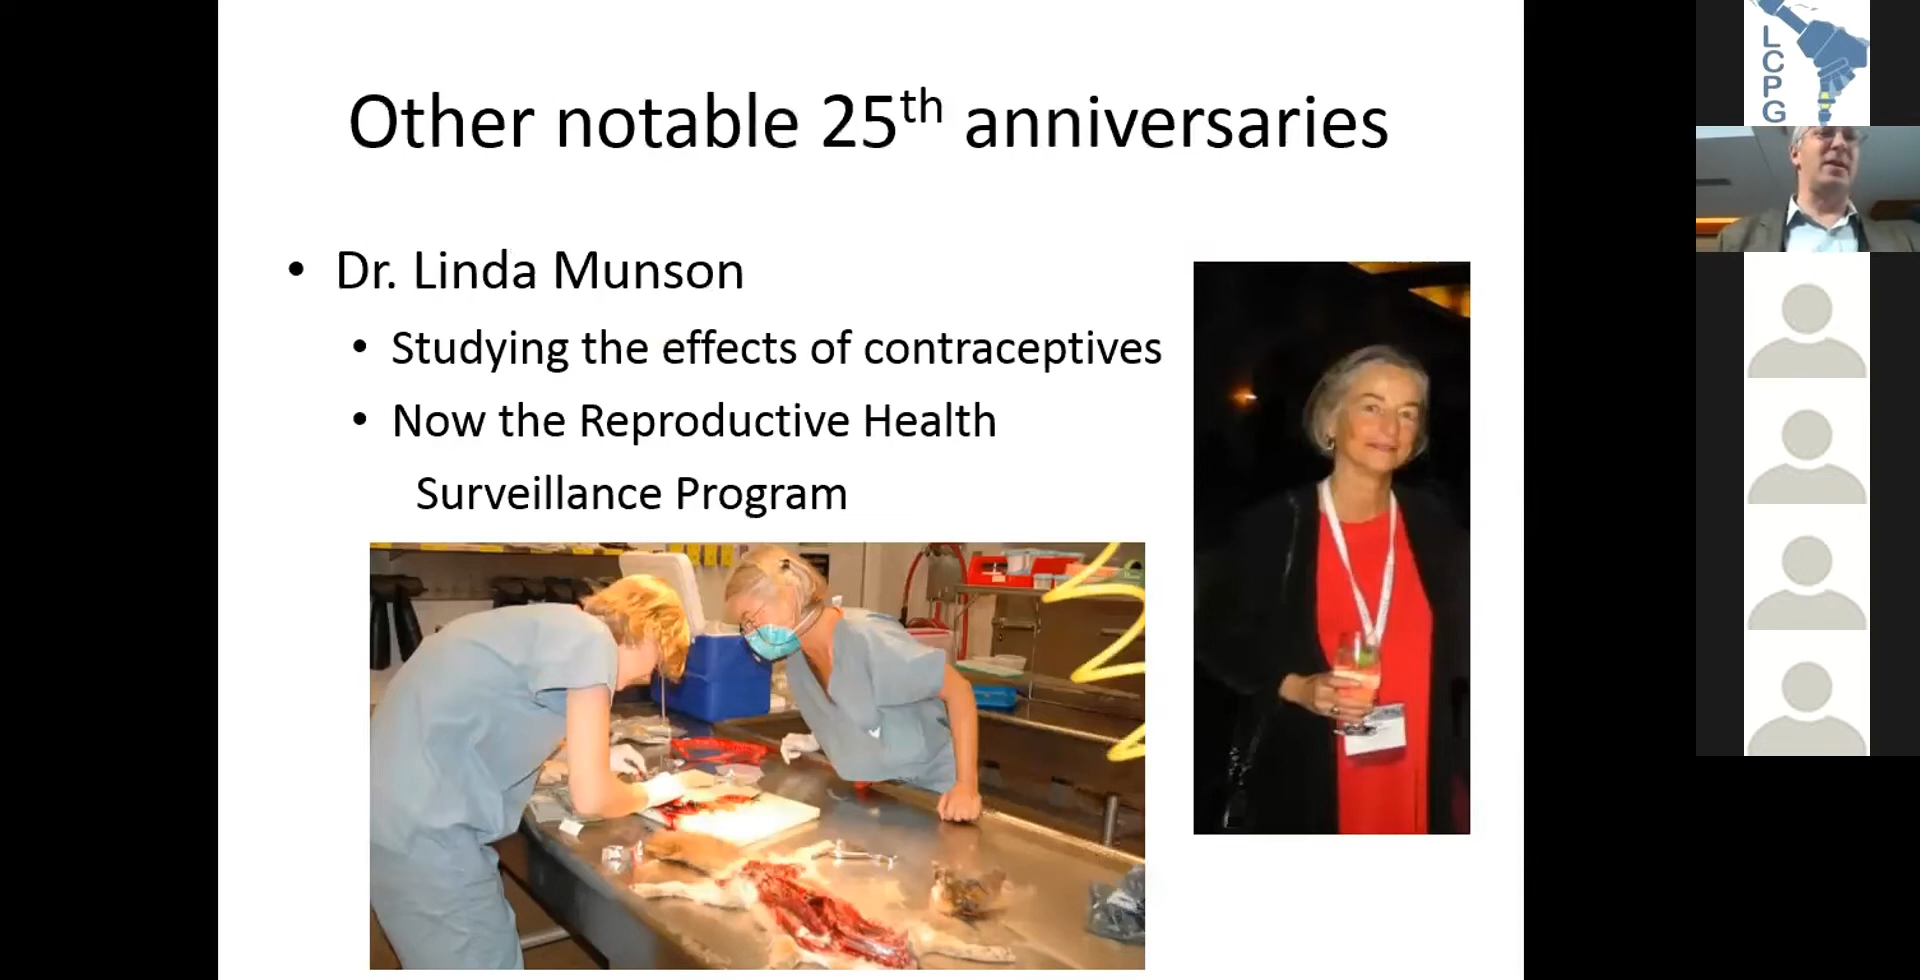 Other notable 25th anniversaries
• Dr. Linda Munson
• Studying the effects of contraceptives
• Now the Reproductive Health
Surveillance Program
LCPG